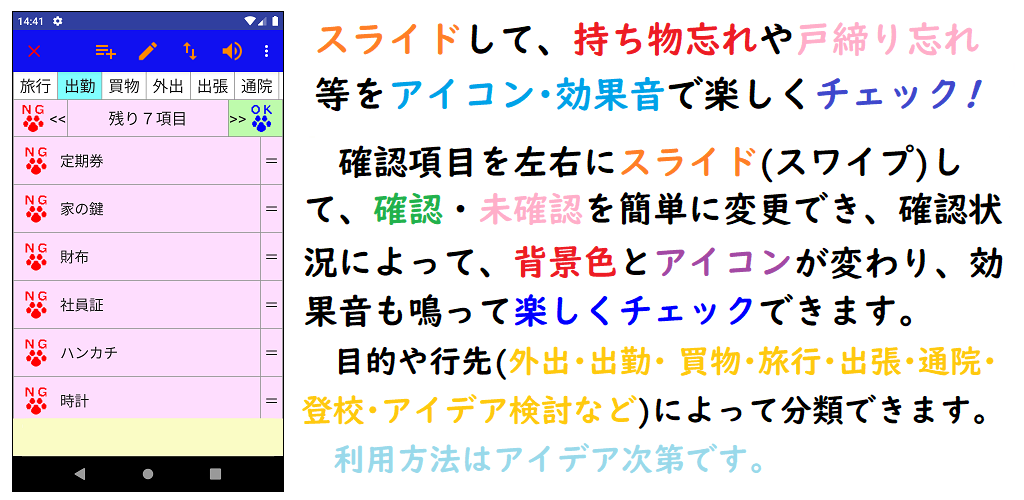 14:41
旅行 出勤 買物 外出 出張 通院
NG << 残り７項目 >> OK
NG 定期券 =
NG 家の鍵 =
NG 財布 =
NG 社員証 =
NG ハンカチ =
NG 時計 =
スライドして、持ち物忘れや戸締り忘れ
等をアイコン･効果音で楽しくチェック！
確認項目を左右にスライド(スワイプ)し
て、確認・未確認を簡単に変更でき、確認状
況によって、背景色とアイコンが変わり、効
果音も鳴って楽しくチェックできます。
目的や行先(外出･出勤･ 買物･旅行･出張･通院･
登校･アイデア検討など)によって分類できます。
利用方法はアイデア次第です。